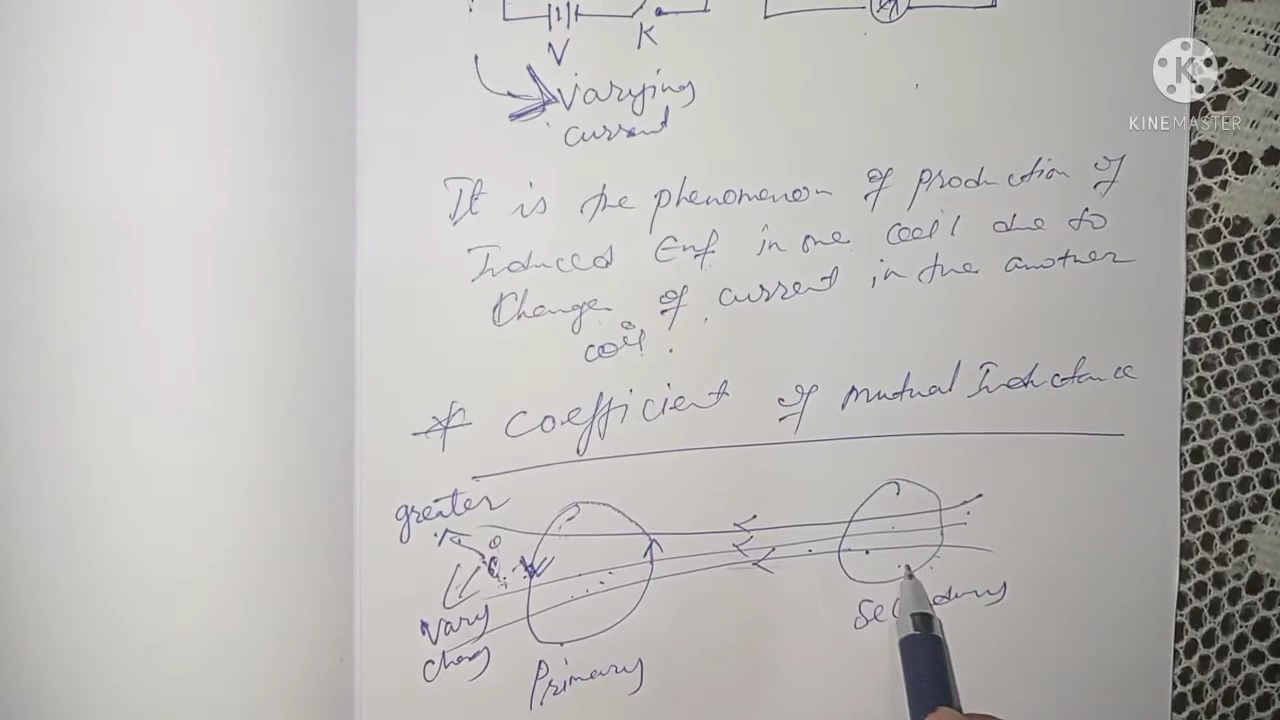 V
K
Varying
current
KINEMASTER
It is the phenomenon of production of
Induced Emf in one coil due to
Change of current in the another
coil.
* coefficient of mutual Inductance
greater
i
Vary
Primary
Secondary